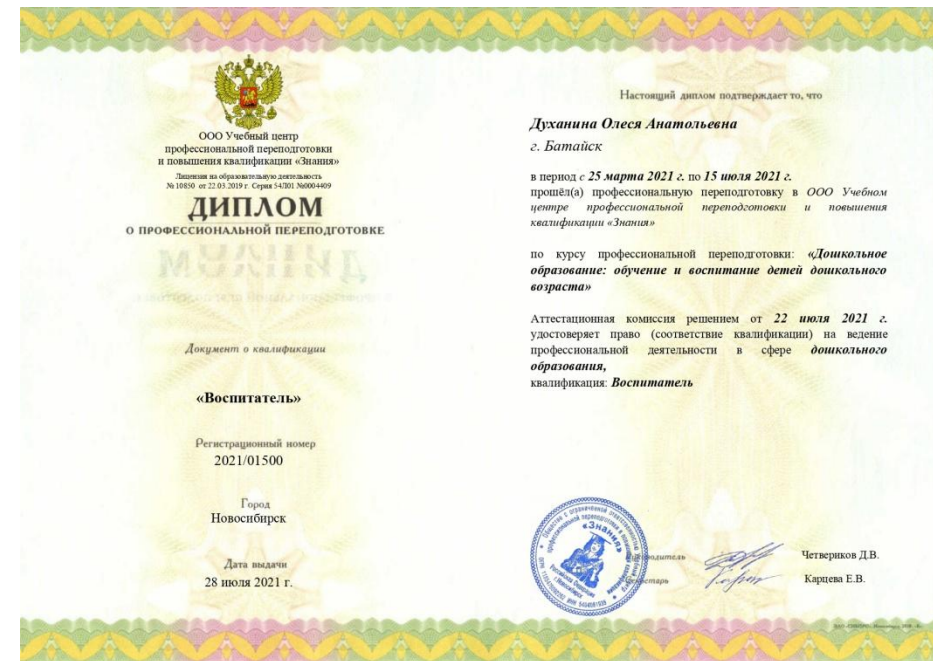 ООО Учебный центр
профессиональной переподготовки
и повышения квалификации «Знания»
Лицензия на образовательную деятельность
№ 10850 от 22.03.2019 г. Серия 54Л01 №0004409
ДИПЛОМ
О ПРОФЕССИОНАЛЬНОЙ ПЕРЕПОДГОТОВКЕ
Документ о квалификации
«Воспитатель»
Регистрационный номер
2021/01500
Город
Новосибирск
Дата выдачи
28 июля 2021 г.
Настоящий диплом подтверждает то, что
Духанина Олеся Анатольевна
г. Батайск
в период с 25 марта 2021 г. по 15 июля 2021 г.
прошёл(а) профессиональную переподготовку в ООО Учебном
центре профессиональной переподготовки и повышения
квалификации «Знания»
по курсу профессиональной переподготовки: «Дошкольное
образование: обучение и воспитание детей дошкольного
возраста»
Аттестационная комиссия решением от 22 июля 2021 г.
удостоверяет право (соответствие квалификации) на ведение
профессиональной деятельности в сфере дошкольного
образования,
квалификация: Воспитатель
«Знания»
Руководитель
Четвериков Д.В.
Секретарь
Карцева Е.В.